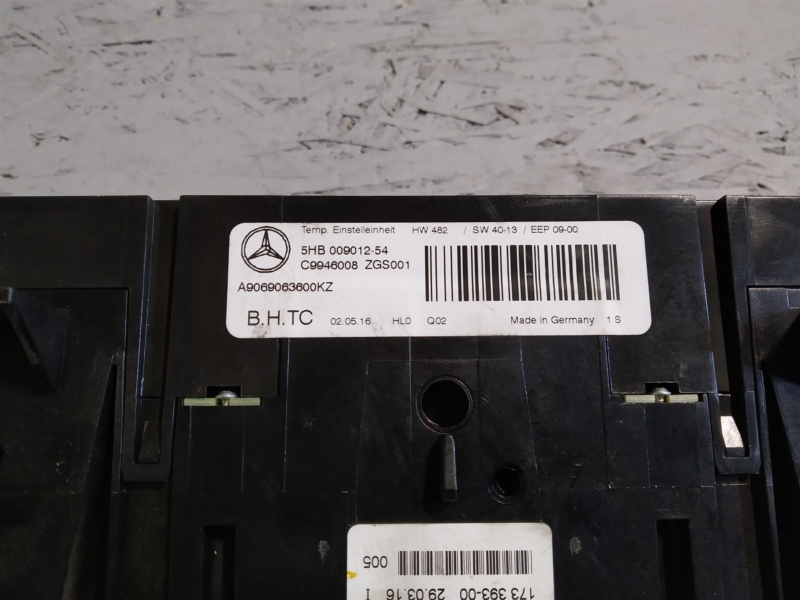 Temp. Einstelleinheit HW 482 / SW 40-13 / EEP 09-00
5HB 009012-54
C9946008 ZGS001
A9069063600KZ
B.H.TC 02.05.16 HL0 Q02 Made in Germany 1 S
005
173 393-00 29.03.16 I